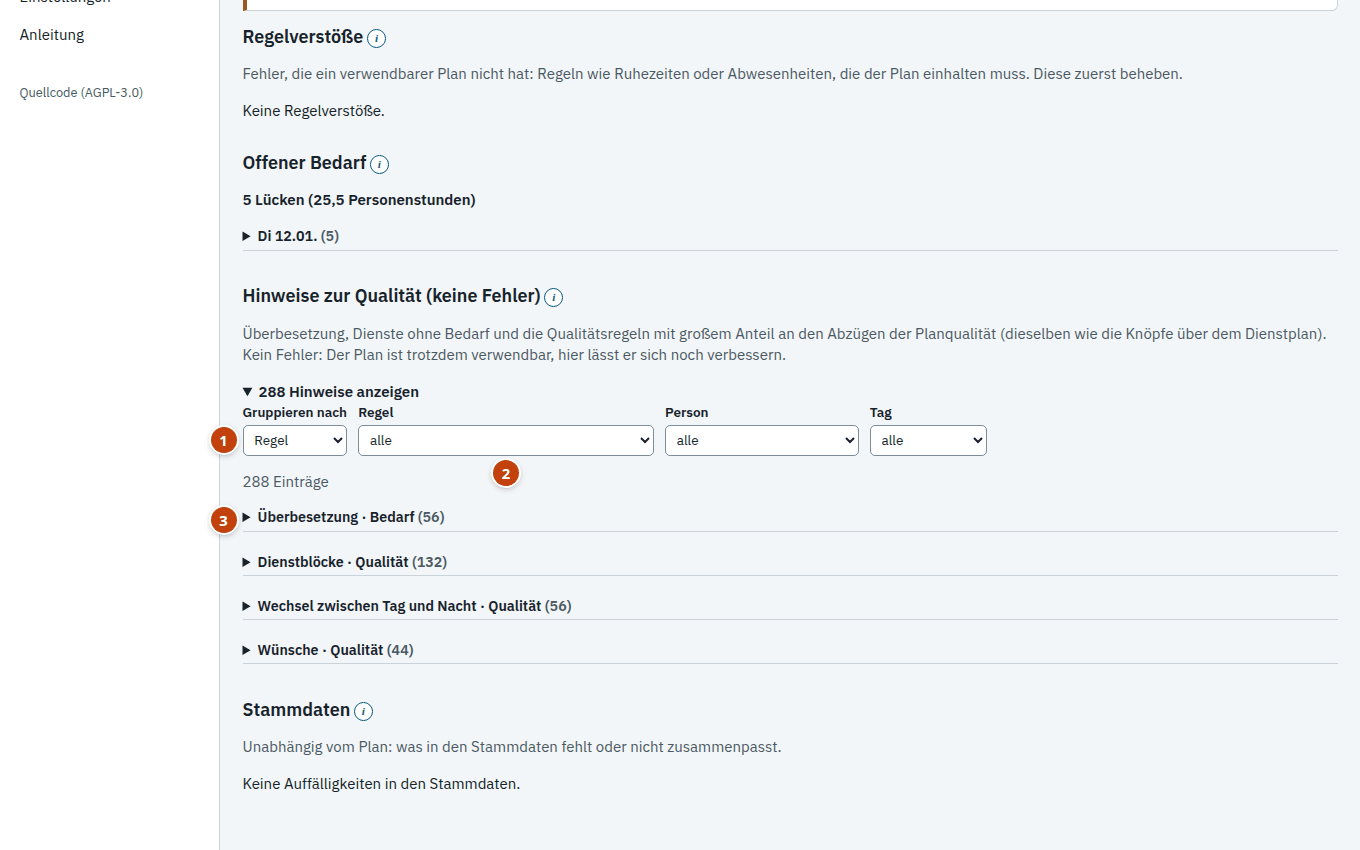 Einstellungen
Anleitung
Quellcode (AGPL-3.0)
Regelverstöße i
Fehler, die ein verwendbarer Plan nicht hat: Regeln wie Ruhezeiten oder Abwesenheiten, die der Plan einhalten muss. Diese zuerst beheben.
Keine Regelverstöße.
Offener Bedarf i
5 Lücken (25,5 Personenstunden)
Di 12.01. (5)
Hinweise zur Qualität (keine Fehler) i
Überbesetzung, Dienste ohne Bedarf und die Qualitätsregeln mit großem Anteil an den Abzügen der Planqualität (dieselben wie die Knöpfe über dem Dienstplan).
Kein Fehler: Der Plan ist trotzdem verwendbar, hier lässt er sich noch verbessern.
288 Hinweise anzeigen
Gruppieren nach Regel Person Tag
1 Regel alle alle alle
2
288 Einträge
3 Überbesetzung · Bedarf (56)
Dienstblöcke · Qualität (132)
Wechsel zwischen Tag und Nacht · Qualität (56)
Wünsche · Qualität (44)
Stammdaten i
Unabhängig vom Plan: was in den Stammdaten fehlt oder nicht zusammenpasst.
Keine Auffälligkeiten in den Stammdaten.